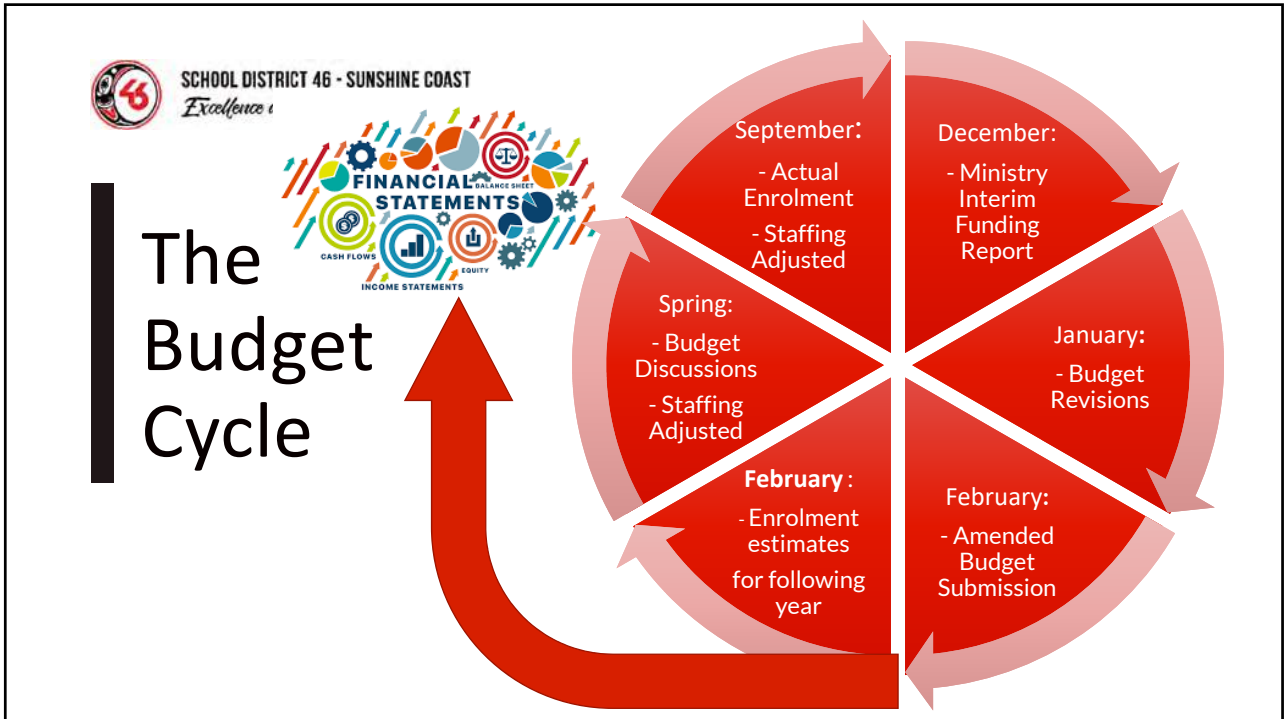 SCHOOL DISTRICT 46 - SUNSHINE COAST
46
Excellence
FINANCIAL
BALANCE SHEET
STATEMENTS
CASH FLOWS
EQUITY
INCOME STATEMENTS
The
Budget
Cycle
September:
- Actual
Enrolment
- Staffing
Adjusted
December:
- Ministry
Interim
Funding
Report
January:
- Budget
Revisions
February:
- Amended
Budget
Submission
February :
- Enrolment
estimates
for following
year
Spring:
- Budget
Discussions
- Staffing
Adjusted